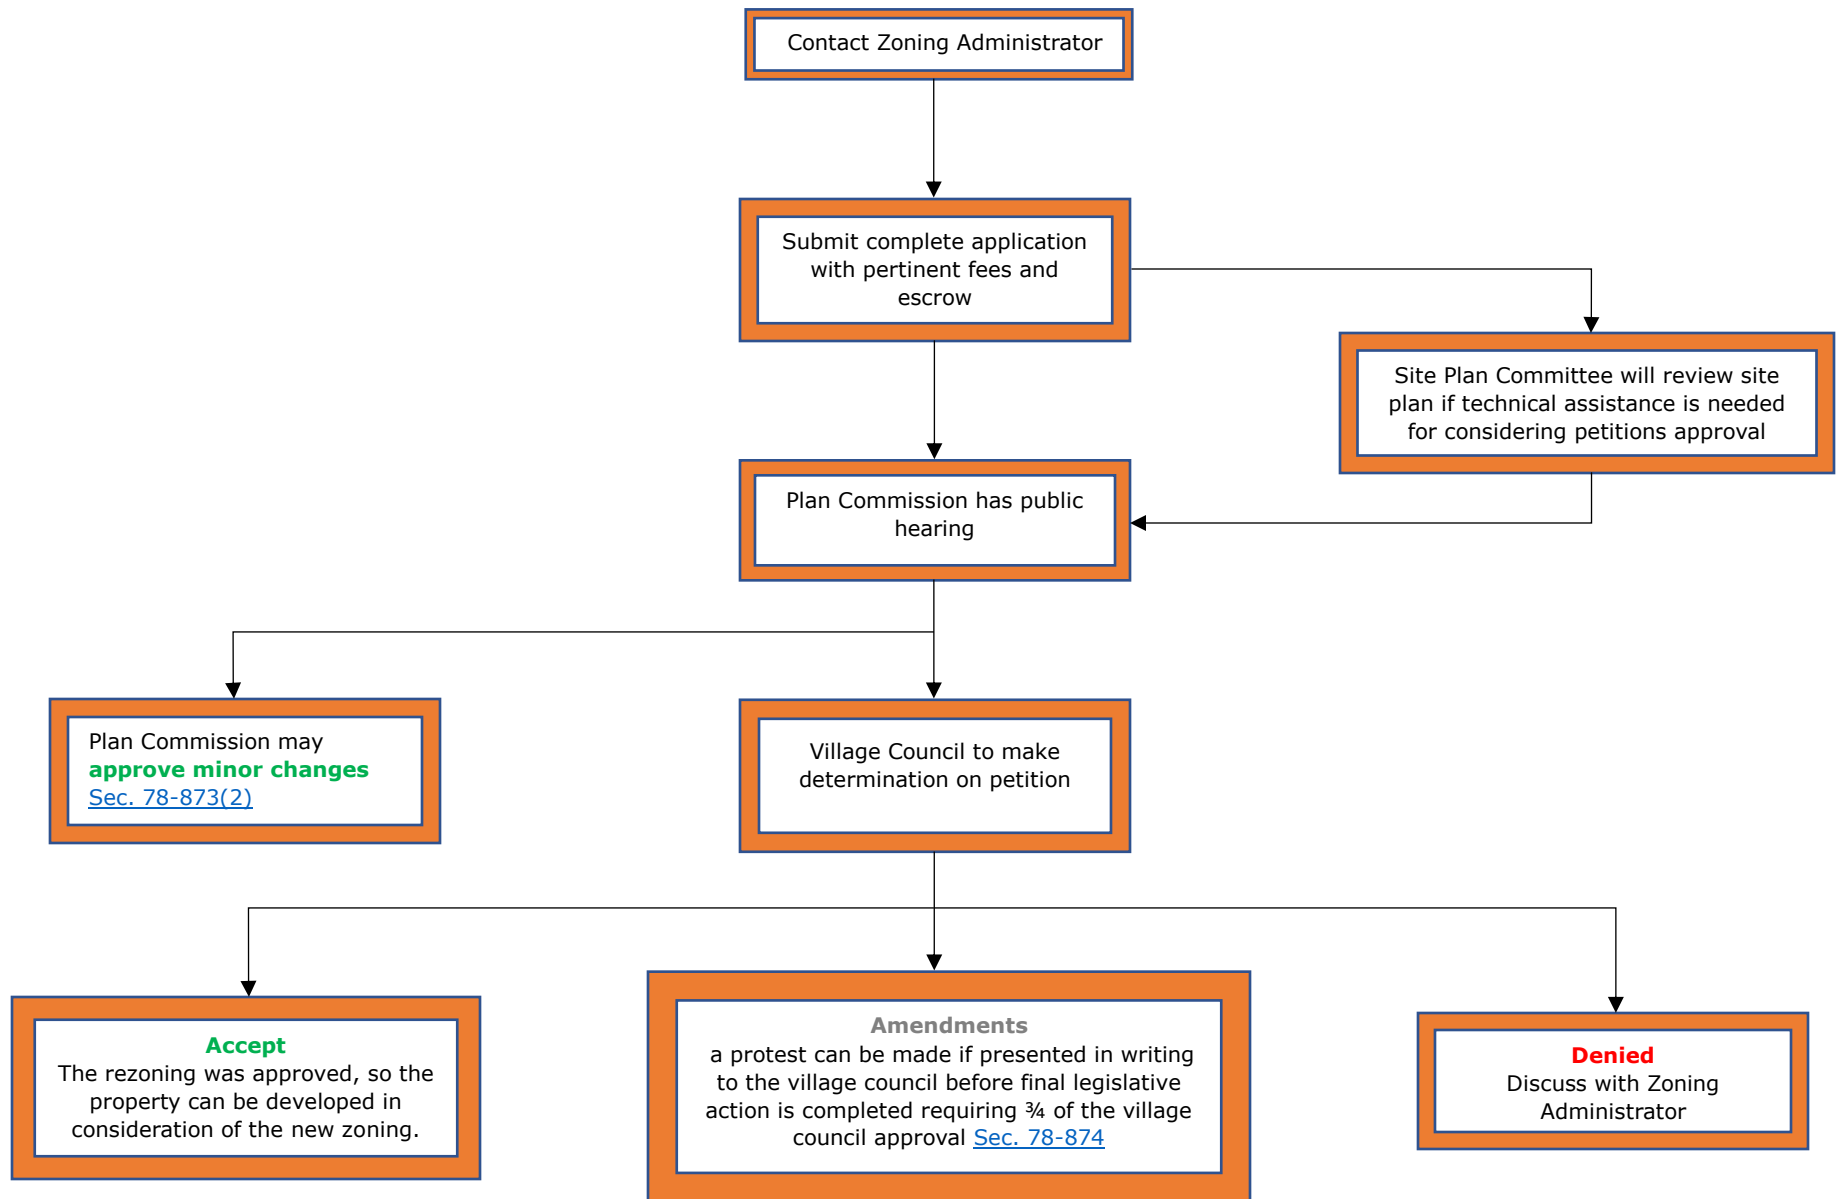 Contact Zoning Administrator
Submit complete application
with pertinent fees and
escrow
Site Plan Committee will review site
plan if technical assistance is needed
for considering petitions approval
Plan Commission has public
hearing
Plan Commission may
approve minor changes
Sec. 78-873(2)
Village Council to make
determination on petition
Accept
The rezoning was approved, so the
property can be developed in
consideration of the new zoning.
Amendments
a protest can be made if presented in writing
to the village council before final legislative
action is completed requiring ¾ of the village
council approval Sec. 78-874
Denied
Discuss with Zoning
Administrator